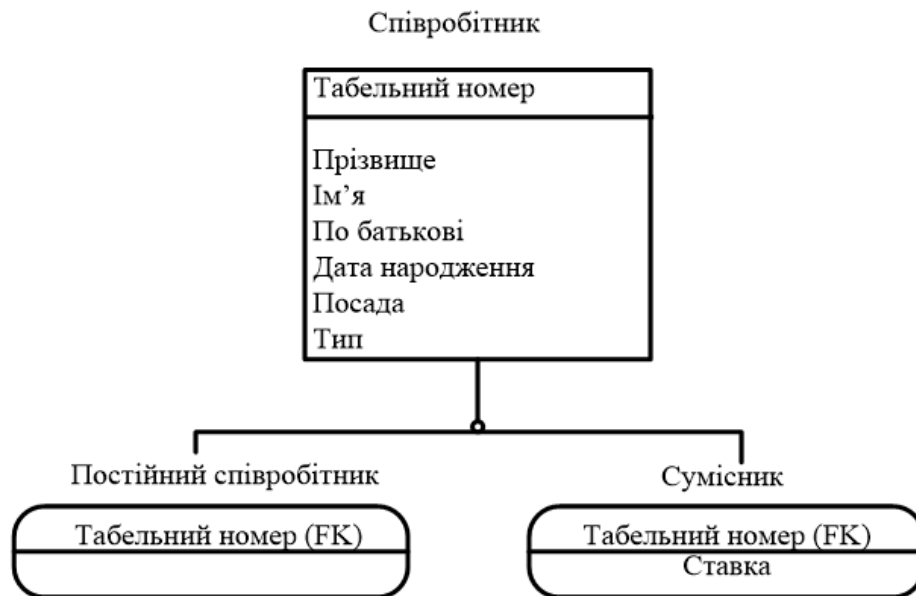 Співробітник
Табельний номер
Прізвище
Ім’я
По батькові
Дата народження
Посада
Тип
Постійний співробітник
Табельний номер (FK)
Сумісник
Табельний номер (FK)
Ставка